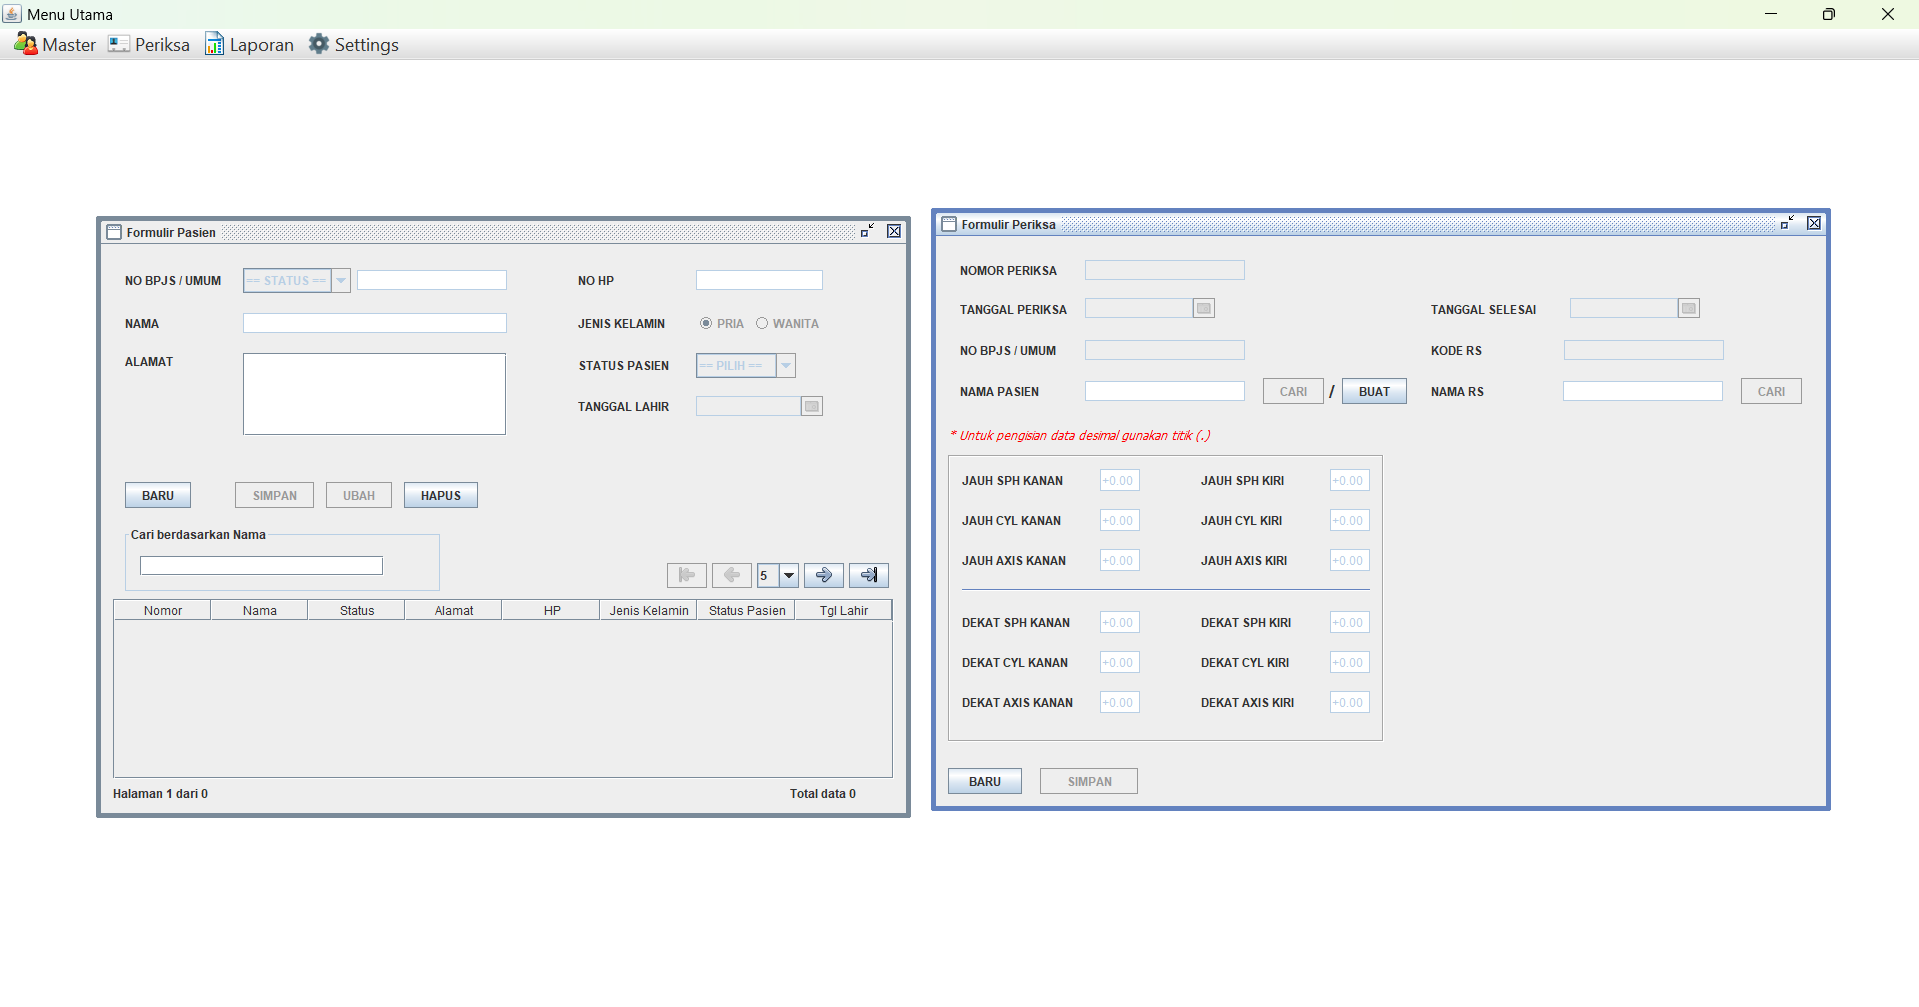 Menu Utama
Master Periksa Laporan Settings
Formulir Pasien
NO BPJS / UMUM == STATUS == NO HP
NAMA JENIS KELAMIN PRIA WANITA
ALAMAT STATUS PASIEN == PILIH ==
TANGGAL LAHIR
BARU SIMPAN UBAH HAPUS
Cari berdasarkan Nama
5
Nomor Nama Status Alamat HP Jenis Kelamin Status Pasien Tgl Lahir
Halaman 1 dari 0 Total data 0
Formulir Periksa
NOMOR PERIKSA
TANGGAL PERIKSA TANGGAL SELESAI
NO BPJS / UMUM KODE RS
NAMA PASIEN CARI / BUAT NAMA RS CARI
* Untuk pengisian data desimal gunakan titik (.)
JAUH SPH KANAN +0.00 JAUH SPH KIRI +0.00
JAUH CYL KANAN +0.00 JAUH CYL KIRI +0.00
JAUH AXIS KANAN +0.00 JAUH AXIS KIRI +0.00
DEKAT SPH KANAN +0.00 DEKAT SPH KIRI +0.00
DEKAT CYL KANAN +0.00 DEKAT CYL KIRI +0.00
DEKAT AXIS KANAN +0.00 DEKAT AXIS KIRI +0.00
BARU SIMPAN